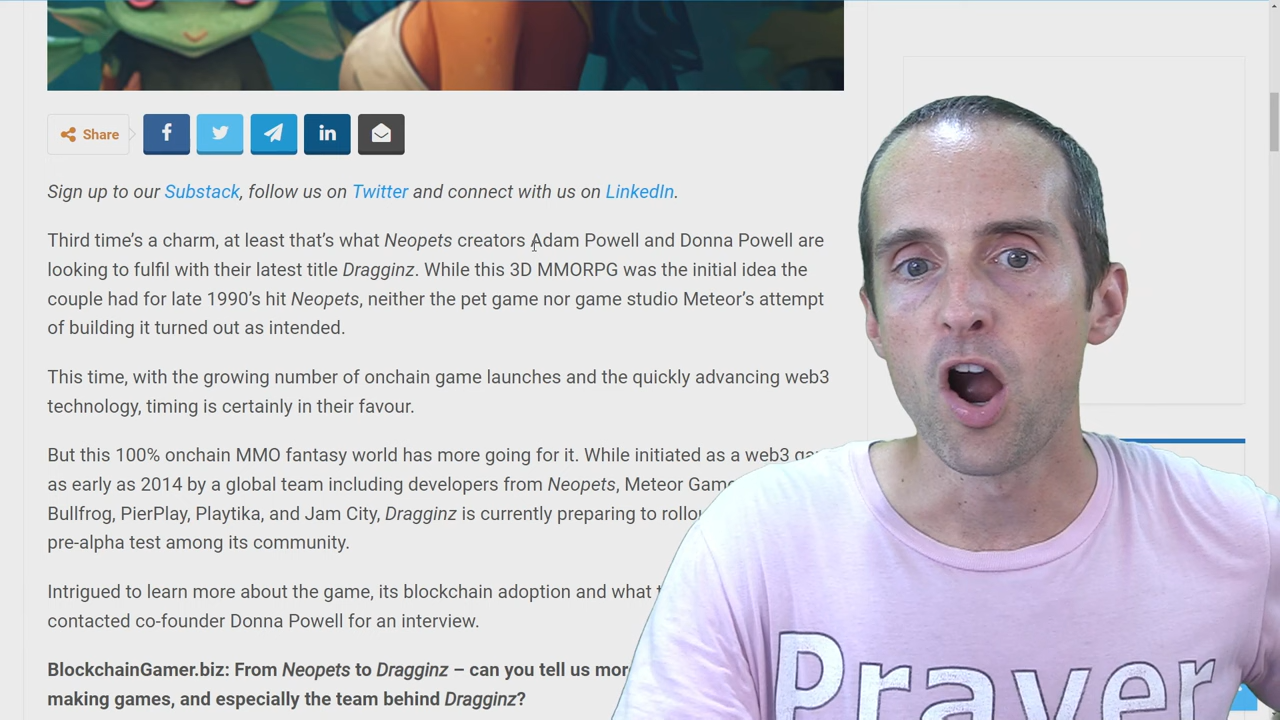 Share
Sign up to our Substack, follow us on Twitter and connect with us on LinkedIn.
Third time’s a charm, at least that’s what Neopets creators Adam Powell and Donna Powell are
looking to fulfil with their latest title Dragginz. While this 3D MMORPG was the initial idea the
couple had for late 1990’s hit Neopets, neither the pet game nor game studio Meteor’s attempt
of building it turned out as intended.
This time, with the growing number of onchain game launches and the quickly advancing web3
technology, timing is certainly in their favour.
But this 100% onchain MMO fantasy world has more going for it. While initiated as a web3
as early as 2014 by a global team including developers from Neopets, Meteor
Bullfrog, PierPlay, Playtika, and Jam City, Dragginz is currently preparing to
pre-alpha test among its community.
Intrigued to learn more about the game, its blockchain adoption and what
contacted co-founder Donna Powell for an interview.
BlockchainGamer.biz: From Neopets to Dragginz – can you tell us
making games, and especially the team behind Dragginz?
Prayer